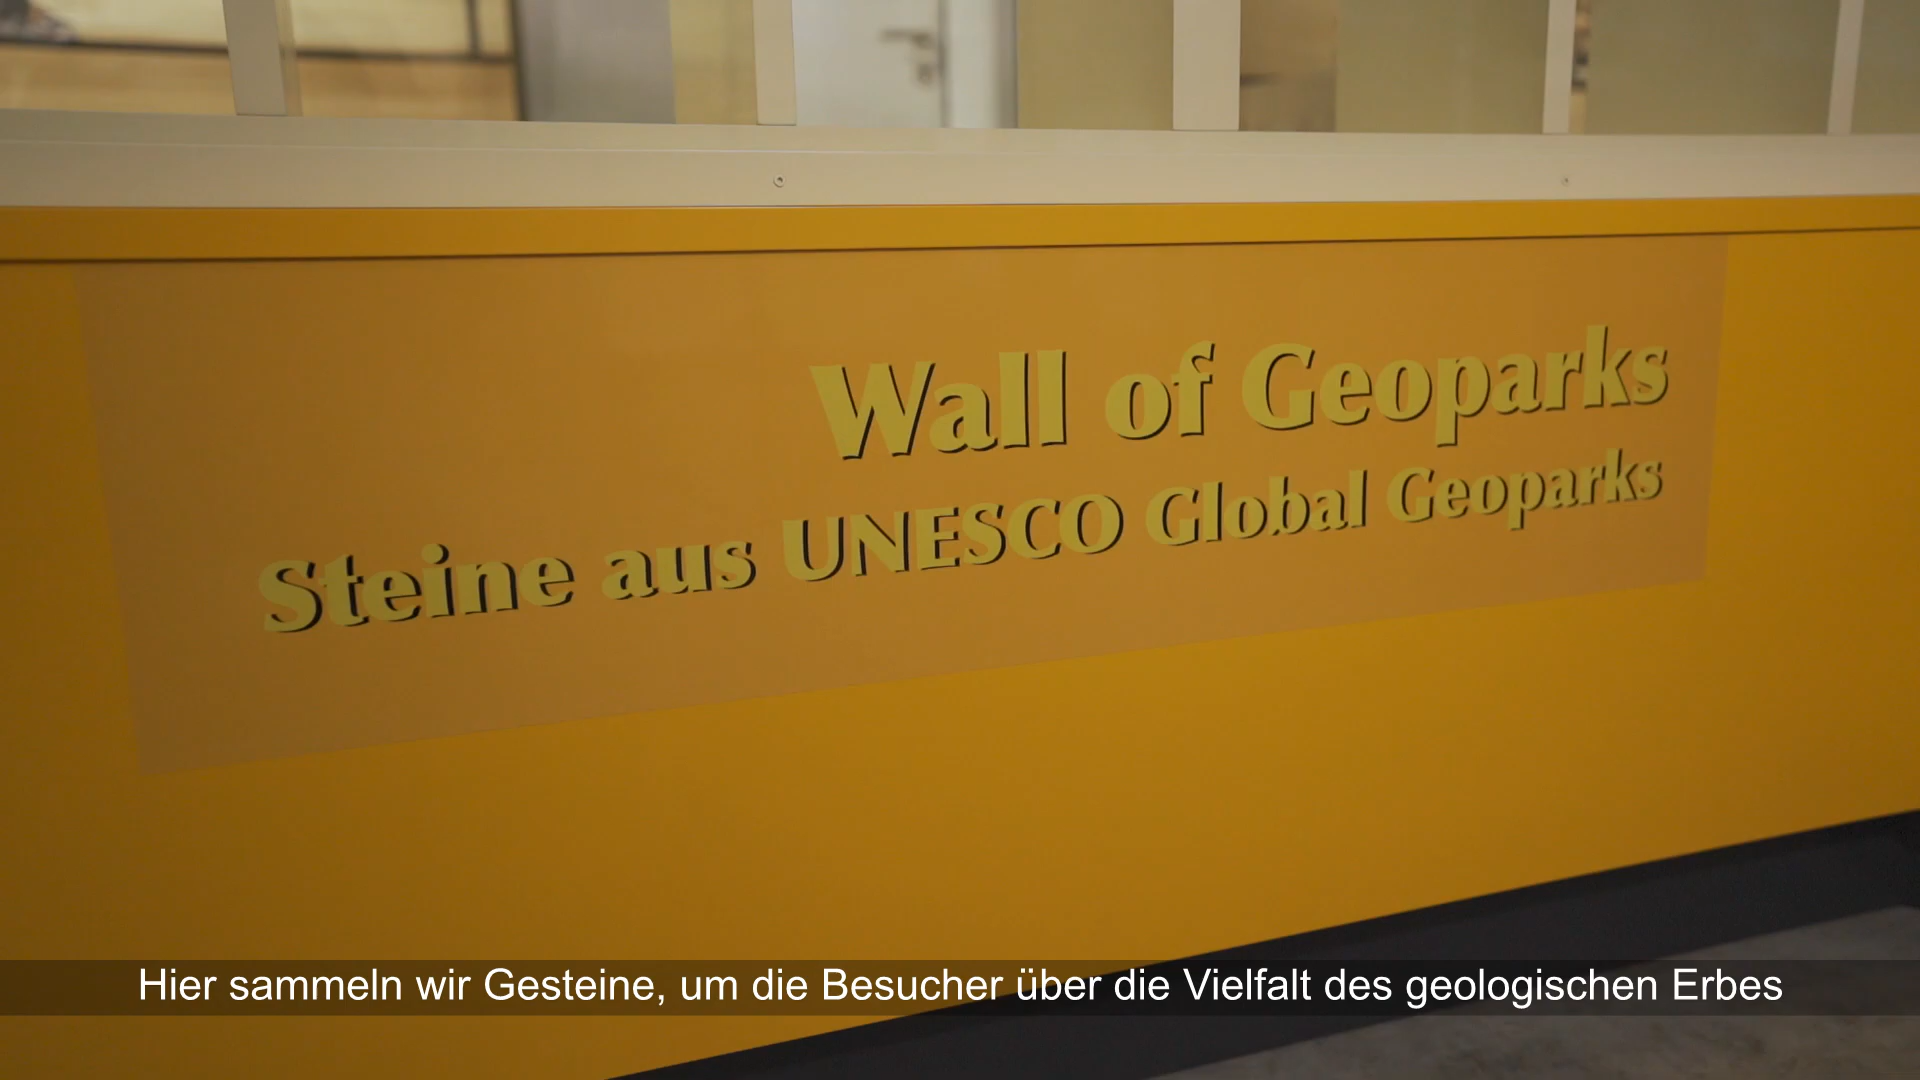 Wall of Geoparks
Steine aus UNESCO Global Geoparks
Hier sammeln wir Gesteine, um die Besucher über die Vielfalt des geologischen Erbes